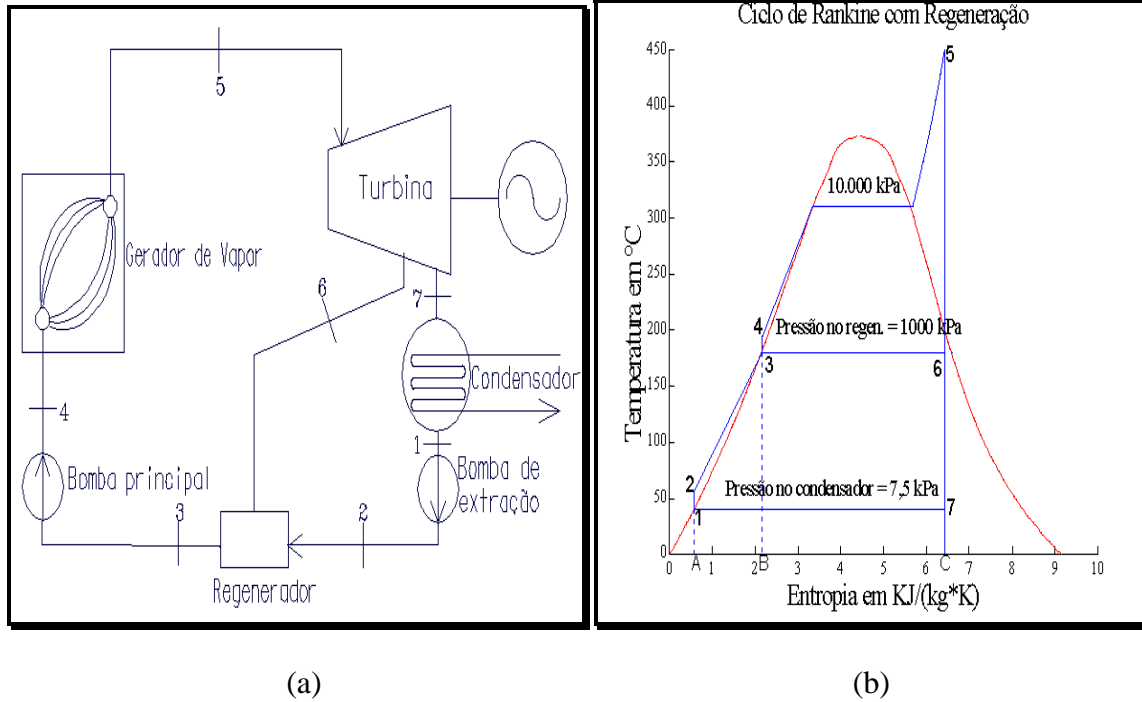 5
Turbina
Gerador de Vapor
6
7
Condensador
4
1
Bomba de
extração
Bomba principal
3
2
Regenerador
(a)
Ciclo de Rankine com Regeneração
450
400
350
300
250
200
150
100
50
0
Temperatura em °C
5
10.000 kPa
4
Pressão no regen. = 1000 kPa
3
6
2
Pressão no condensador = 7,5 kPa
1
7
A
B
C
0 1 2 3 4 5 6 7 8 9 10
Entropia em KJ/(kg*K)
(b)